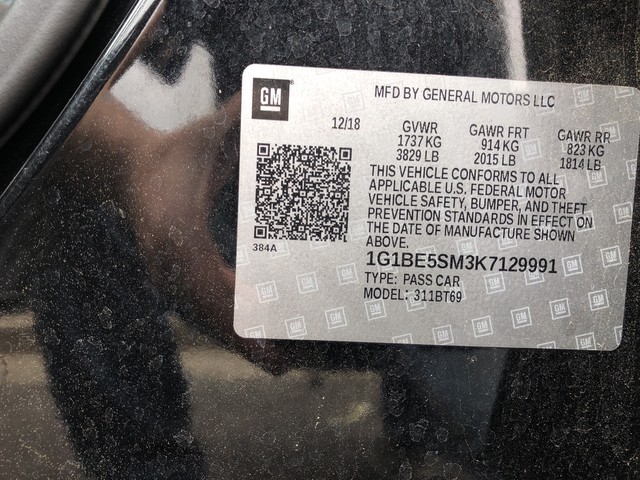 GM
MFD BY GENERAL MOTORS LLC
12/18 GVWR GAWR FRT GAWR RR
1737 KG 914 KG 823 KG
3829 LB 2015 LB 1814 LB
THIS VEHICLE CONFORMS TO ALL
APPLICABLE U.S. FEDERAL MOTOR
VEHICLE SAFETY, BUMPER, AND THEFT
PREVENTION STANDARDS IN EFFECT ON
THE DATE OF MANUFACTURE SHOWN
ABOVE.
384A
1G1BE5SM3K7129991
TYPE: PASS CAR
MODEL: 311BT69